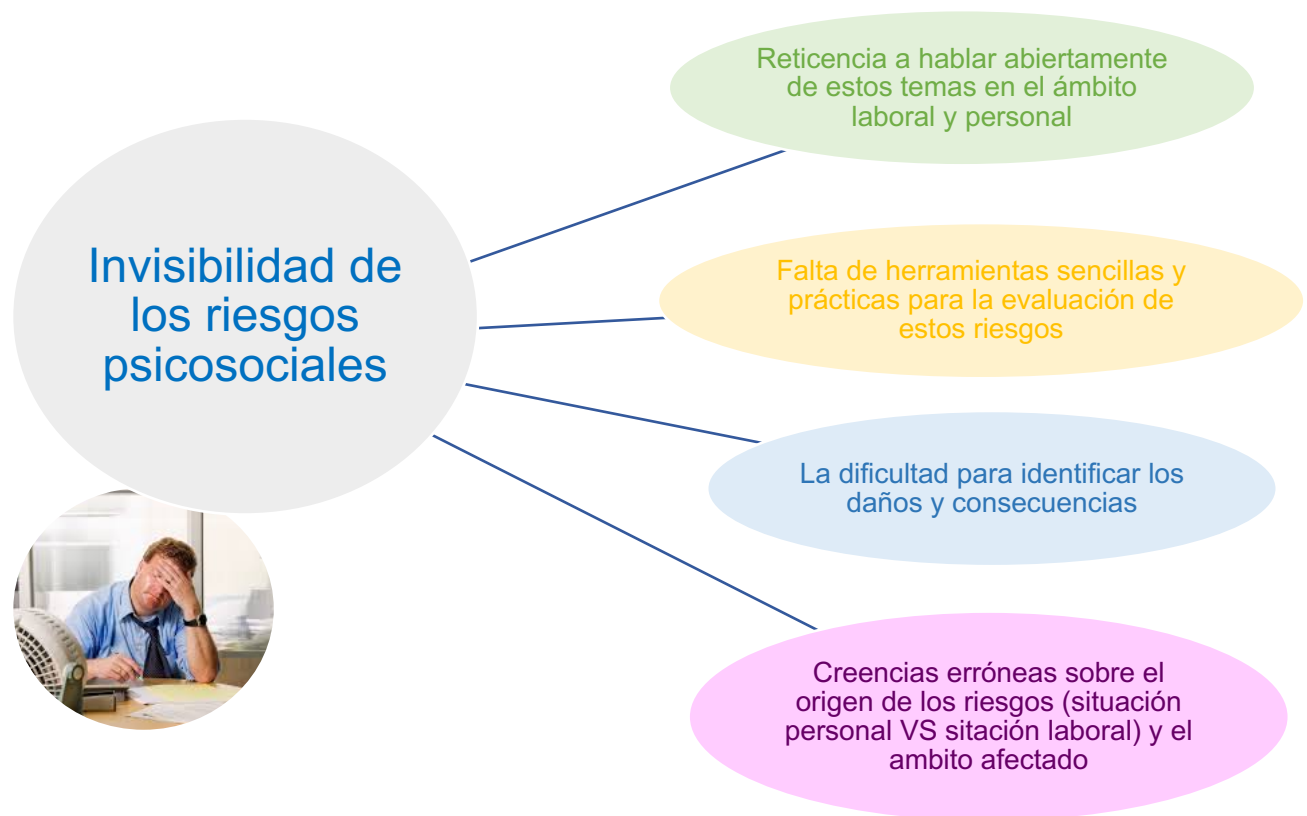 Invisibilidad de
los riesgos
psicosociales
Reticencia a hablar abiertamente
de estos temas en el ámbito
laboral y personal
Falta de herramientas sencillas y
prácticas para la evaluación de
estos riesgos
La dificultad para identificar los
daños y consecuencias
Creencias erróneas sobre el
origen de los riesgos (situación
personal VS sitación laboral) y el
ambito afectado